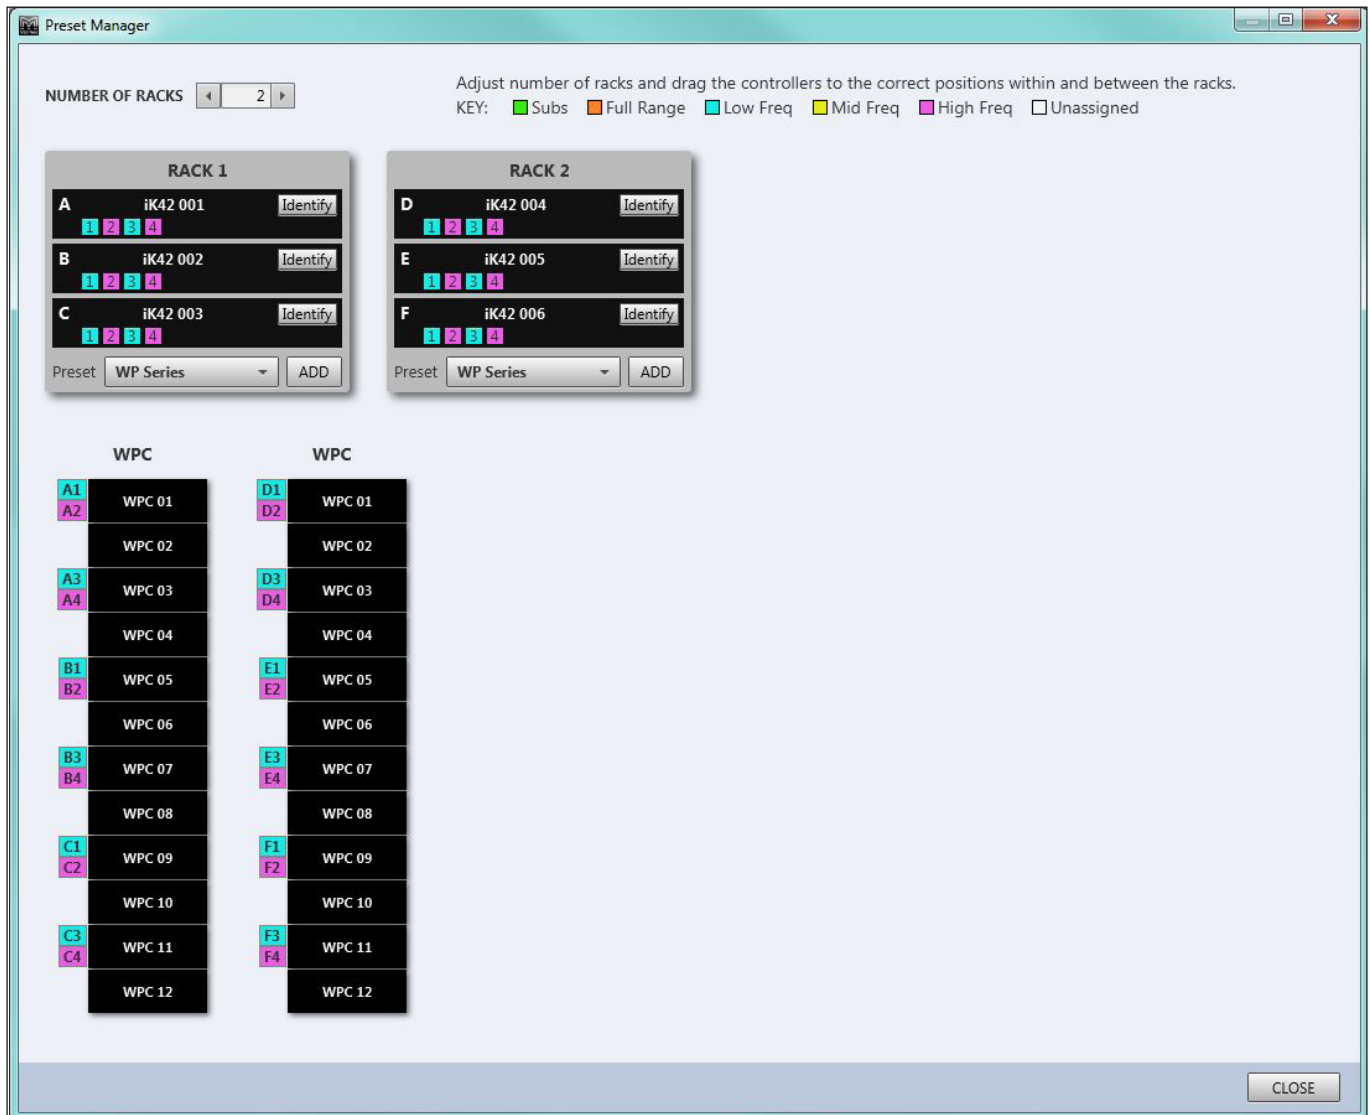 Preset Manager
NUMBER OF RACKS 2
Adjust number of racks and drag the controllers to the correct positions within and between the racks.
KEY: Subs Full Range Low Freq Mid Freq High Freq Unassigned
RACK 1
A iK42 001 Identify
1 2 3 4
B iK42 002 Identify
1 2 3 4
C iK42 003 Identify
1 2 3 4
Preset WP Series ADD
RACK 2
D iK42 004 Identify
1 2 3 4
E iK42 005 Identify
1 2 3 4
F iK42 006 Identify
1 2 3 4
Preset WP Series ADD
WPC
A1
A2
WPC 01
WPC 02
A3
A4
WPC 03
WPC 04
B1
B2
WPC 05
WPC 06
B3
B4
WPC 07
WPC 08
C1
C2
WPC 09
WPC 10
C3
C4
WPC 11
WPC 12
WPC
D1
D2
WPC 01
WPC 02
D3
D4
WPC 03
WPC 04
E1
E2
WPC 05
WPC 06
E3
E4
WPC 07
WPC 08
F1
F2
WPC 09
WPC 10
F3
F4
WPC 11
WPC 12
CLOSE